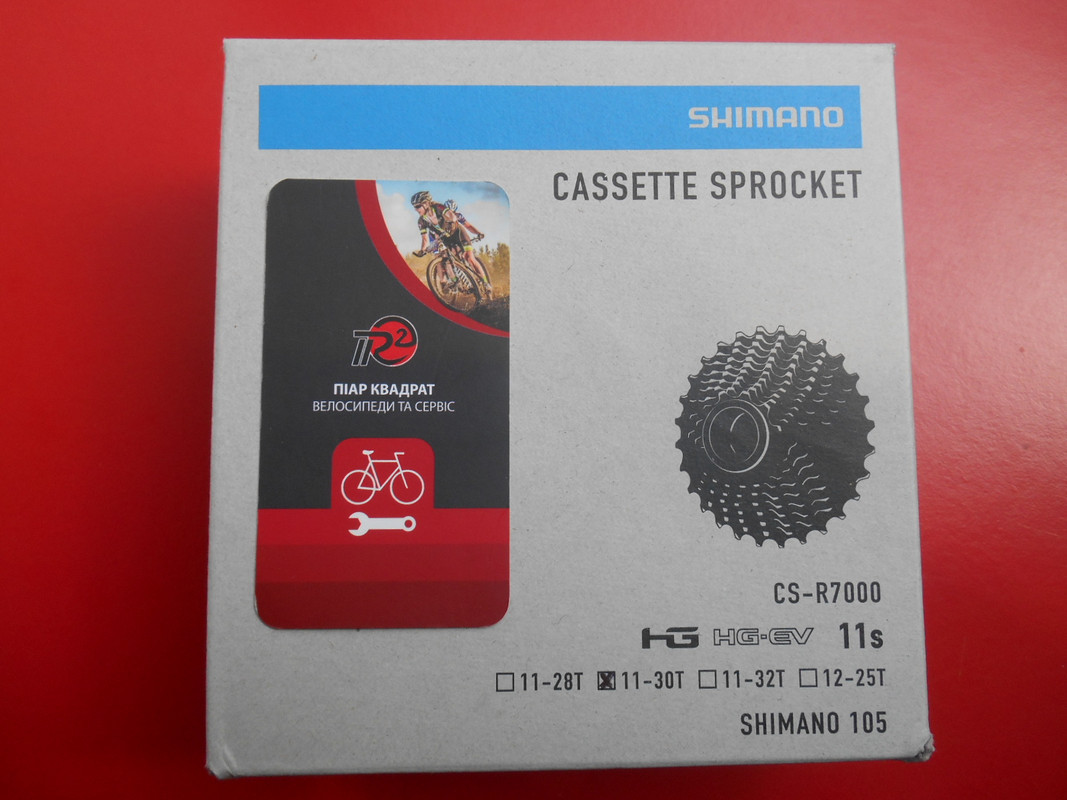 SHIMANO
CASSETTE SPROCKET
ПR2
ПІАР КВАДРАТ
ВЕЛОСИПЕДИ ТА СЕРВІС
CS-R7000
HG HG-EV 11s
☐11-28T ☒11-30T ☐11-32T ☐12-25T
SHIMANO 105